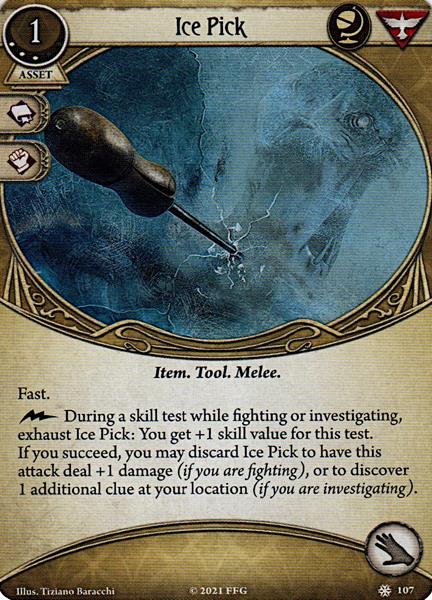 Ice Pick
1
ASSET
Item. Tool. Melee.
Fast.
During a skill test while fighting or investigating,
exhaust Ice Pick: You get +1 skill value for this test.
If you succeed, you may discard Ice Pick to have this
attack deal +1 damage (if you are fighting), or to discover
1 additional clue at your location (if you are investigating).
Illus. Tiziano Baracchi
© 2021 FFG
107